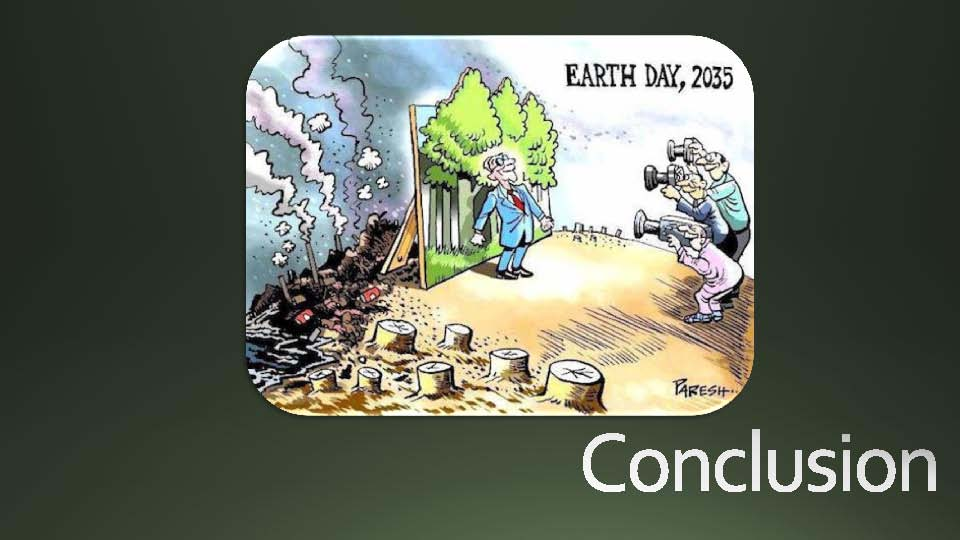 EARTH DAY, 2035
PARESH..
Conclusion